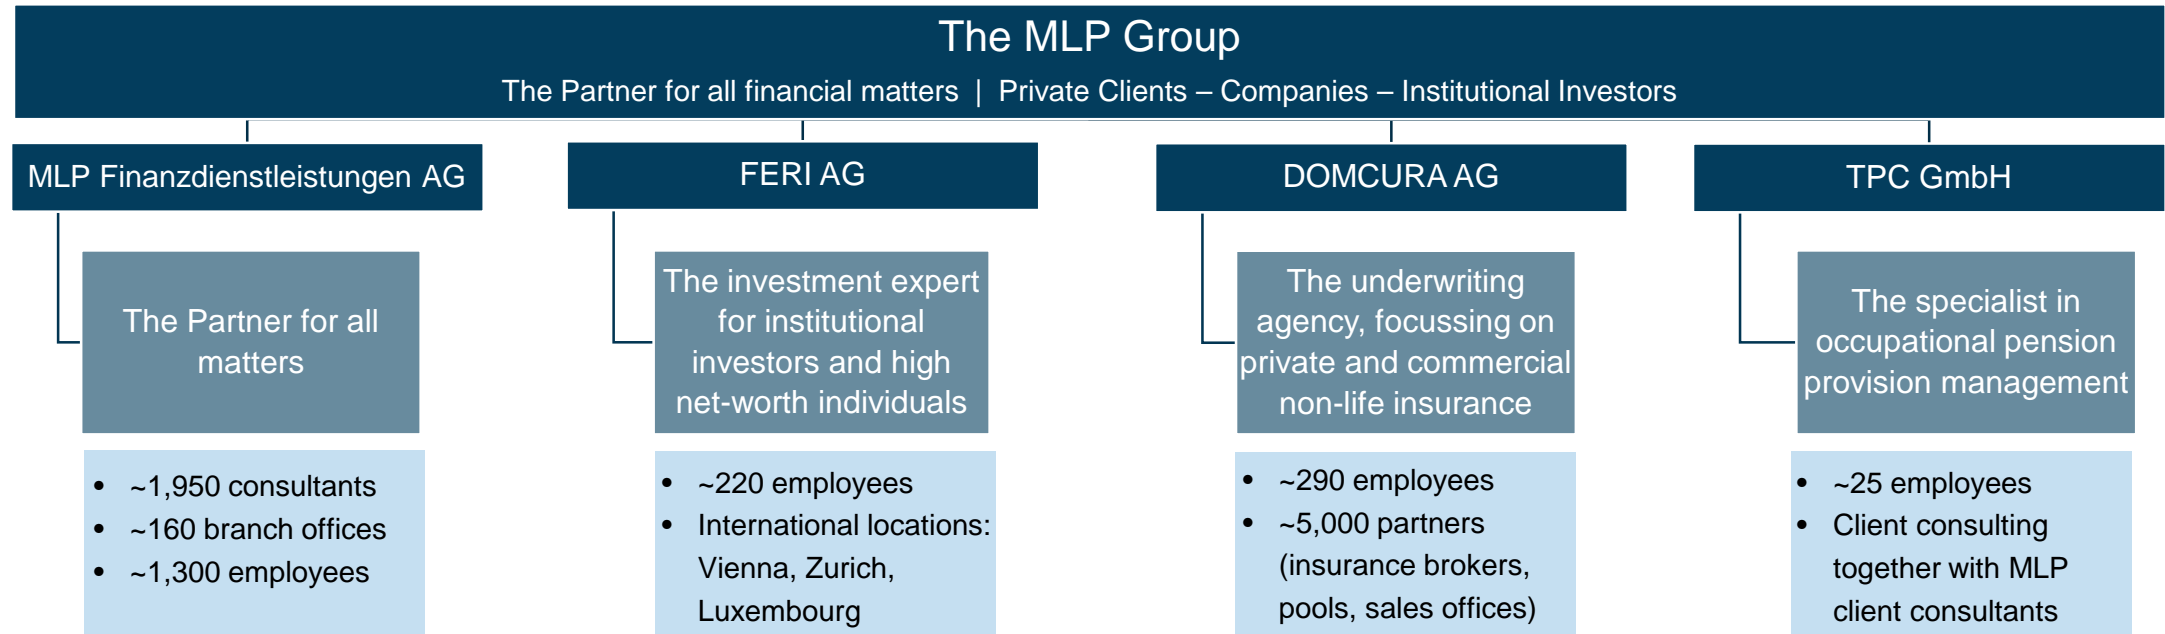 The MLP Group
The Partner for all financial matters | Private Clients – Companies – Institutional Investors
MLP Finanzdienstleistungen AG
The Partner for all
matters
• ~1,950 consultants
• ~160 branch offices
• ~1,300 employees
FERI AG
The investment expert
for institutional
investors and high
net-worth individuals
• ~220 employees
• International locations:
Vienna, Zurich,
Luxembourg
DOMCURA AG
The underwriting
agency, focussing on
private and commercial
non-life insurance
• ~290 employees
• ~5,000 partners
(insurance brokers,
pools, sales offices)
TPC GmbH
The specialist in
occupational pension
provision management
• ~25 employees
• Client consulting
together with MLP
client consultants